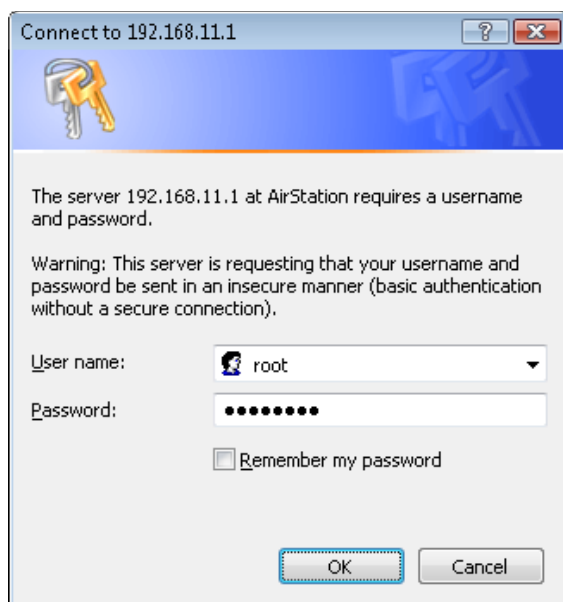 Connect to 192.168.11.1
The server 192.168.11.1 at AirStation requires a username
and password.
Warning: This server is requesting that your username and
password be sent in an insecure manner (basic authentication
without a secure connection).
User name:
root
Password:
••••••••
Remember my password
OK
Cancel